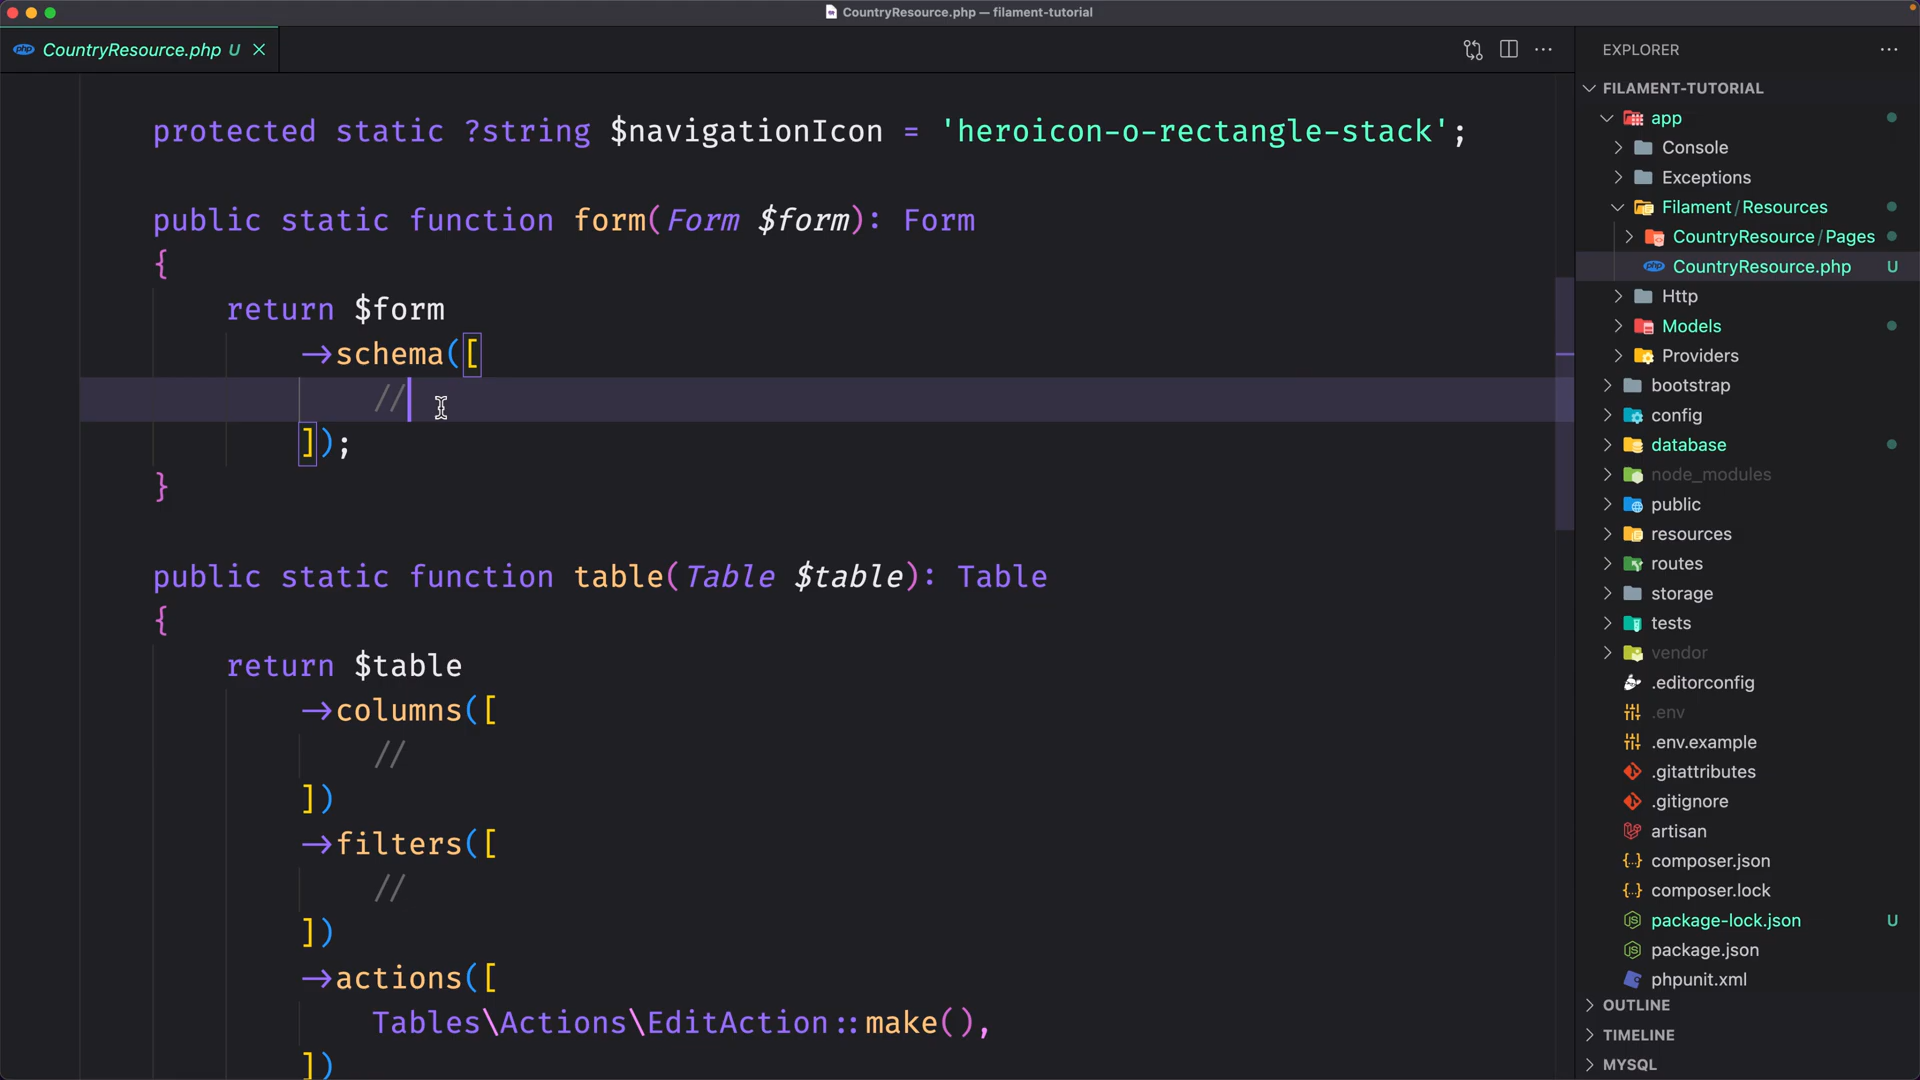 CountryResource.php — filament-tutorial
CountryResource.php U
protected static ?string $navigationIcon = 'heroicon-o-rectangle-stack';
public static function form(Form $form): Form
{
return $form
->schema([
//
]);
}
public static function table(Table $table): Table
{
return $table
->columns([
//
])
->filters([
//
])
->actions([
Tables\Actions\EditAction::make(),
])
EXPLORER
FILAMENT-TUTORIAL
app
Console
Exceptions
Filament/Resources
CountryResource/Pages
CountryResource.php U
Http
Models
Providers
bootstrap
config
database
node_modules
public
resources
routes
storage
tests
vendor
.editorconfig
.env
.env.example
.gitattributes
.gitignore
artisan
composer.json
composer.lock
package-lock.json U
package.json
phpunit.xml
OUTLINE
TIMELINE
MYSQL